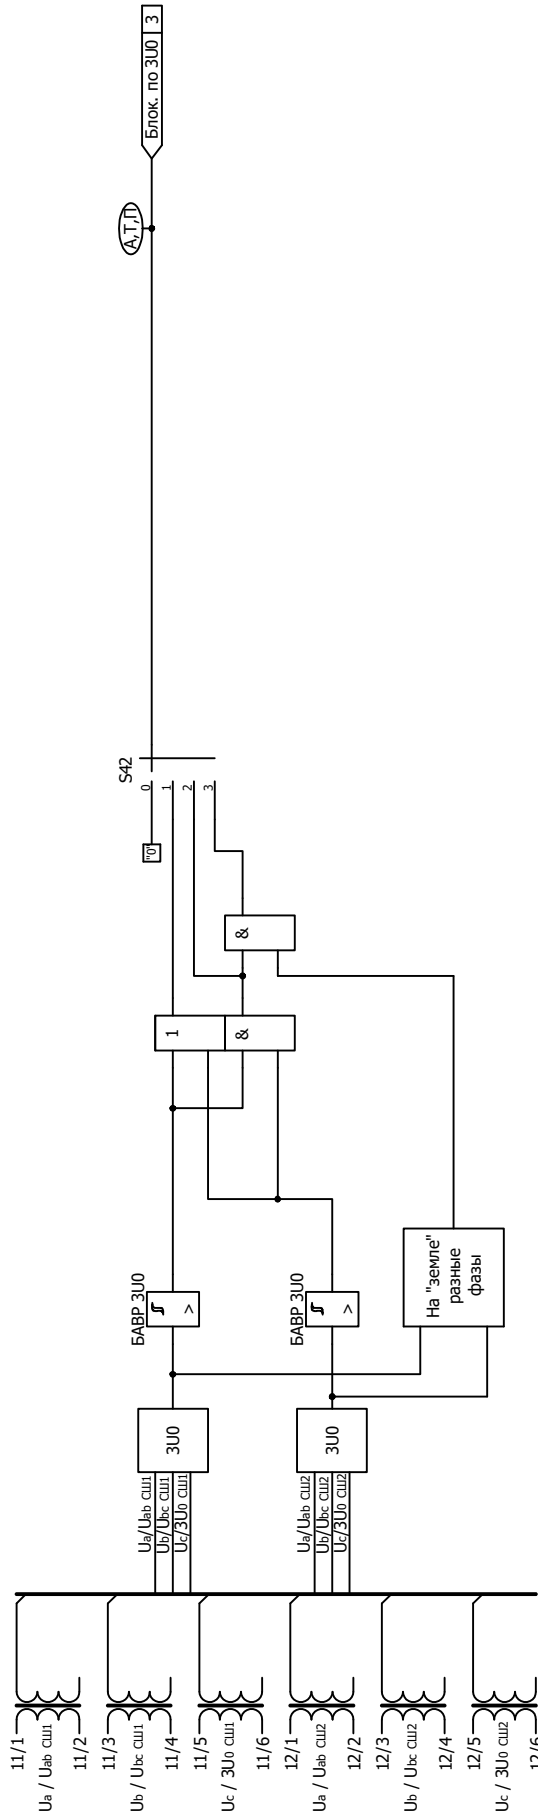 Блок. по 3U0 3
А,Т,П
S42
0
1
2
3
"0"
&
1
&
БАВР 3U0
>
БАВР 3U0
>
На "земле"
разные
фазы
3U0
3U0
Ua/Uab СШ1
Ub/Ubc СШ1
Uc/3U0 СШ1
Ua/Uab СШ2
Ub/Ubc СШ2
Uc/3U0 СШ2
11/1
Ua / Uab СШ1
11/2
11/3
Ub / Ubc СШ1
11/4
11/5
Uc / 3U0 СШ1
11/6
12/1
Ua / Uab СШ2
12/2
12/3
Ub / Ubc СШ2
12/4
12/5
Uc / 3U0 СШ2
12/6